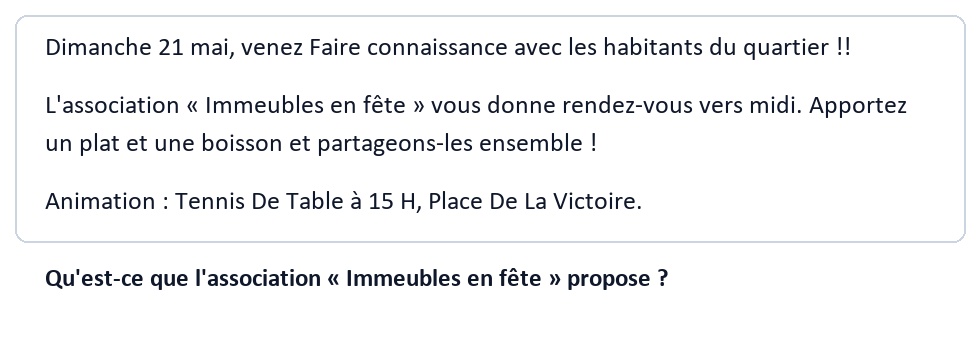 Dimanche 21 mai, venez Faire connaissance avec les habitants du quartier !!
L'association « Immeubles en fête » vous donne rendez-vous vers midi. Apportez
un plat et une boisson et partageons-les ensemble !
Animation : Tennis De Table à 15 H, Place De La Victoire.
Qu'est-ce que l'association « Immeubles en fête » propose ?